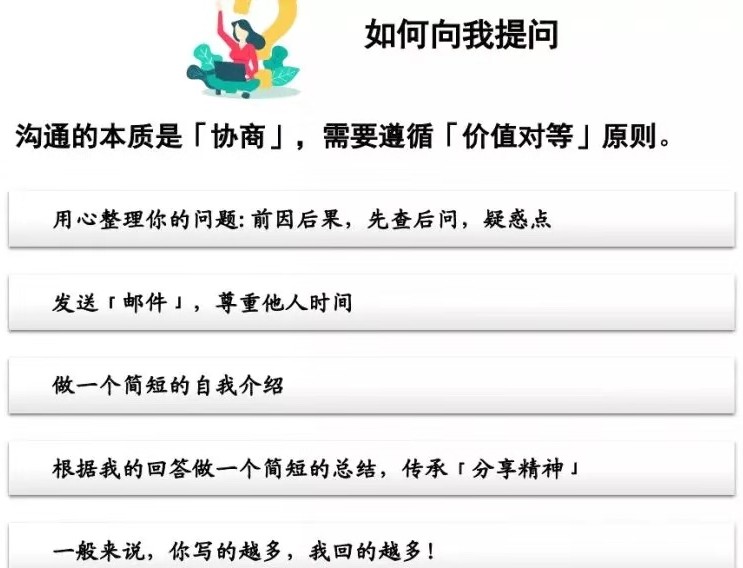 如何向我提问
沟通的本质是「协商」，需要遵循「价值对等」原则。
用心整理你的问题：前因后果，先查后问，疑惑点
发送「邮件」，尊重他人时间
做一个简短的自我介绍
根据我的回答做一个简短的总结，传承「分享精神」
一般来说，你写的越多，我回的越多！